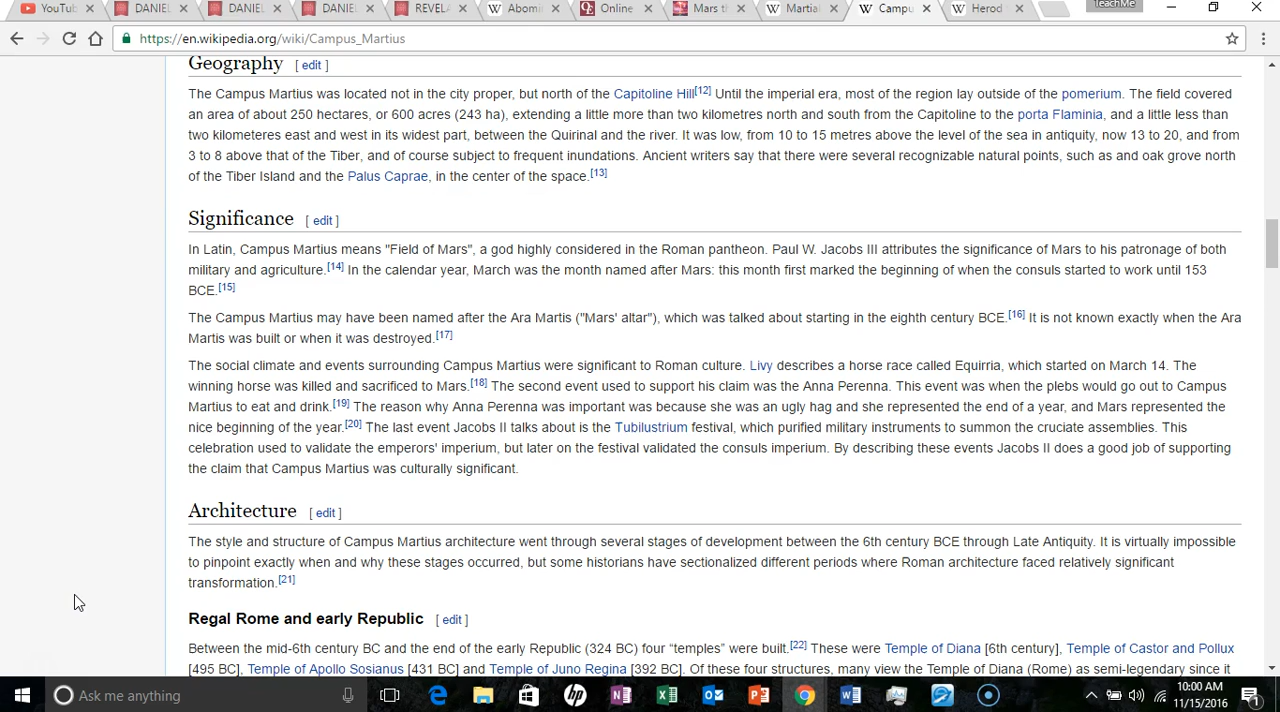 YouTub
DANIEL
DANIEL
DANIEL
REVELA
Abomin
Online
Mars th
Martial
Campu
Herod
TeachMe
https://en.wikipedia.org/wiki/Campus_Martius
Geography [ edit ]
The Campus Martius was located not in the city proper, but north of the Capitoline Hill[12] Until the imperial era, most of the region lay outside of the pomerium. The field covered
an area of about 250 hectares, or 600 acres (243 ha), extending a little more than two kilometres north and south from the Capitoline to the porta Flaminia, and a little less than
two kilometeres east and west in its widest part, between the Quirinal and the river. It was low, from 10 to 15 metres above the level of the sea in antiquity, now 13 to 20, and from
3 to 8 above that of the Tiber, and of course subject to frequent inundations. Ancient writers say that there were several recognizable natural points, such as and oak grove north
of the Tiber Island and the Palus Caprae, in the center of the space.[13]
Significance [ edit ]
In Latin, Campus Martius means "Field of Mars", a god highly considered in the Roman pantheon. Paul W. Jacobs III attributes the significance of Mars to his patronage of both
military and agriculture.[14] In the calendar year, March was the month named after Mars: this month first marked the beginning of when the consuls started to work until 153
BCE.[15]
The Campus Martius may have been named after the Ara Martis ("Mars' altar"), which was talked about starting in the eighth century BCE.[16] It is not known exactly when the Ara
Martis was built or when it was destroyed.[17]
The social climate and events surrounding Campus Martius were significant to Roman culture. Livy describes a horse race called Equirria, which started on March 14. The
winning horse was killed and sacrificed to Mars.[18] The second event used to support his claim was the Anna Perenna. This event was when the plebs would go out to Campus
Martius to eat and drink.[19] The reason why Anna Perenna was important was because she was an ugly hag and she represented the end of a year, and Mars represented the
nice beginning of the year.[20] The last event Jacobs II talks about is the Tubilustrium festival, which purified military instruments to summon the cruciate assemblies. This
celebration used to validate the emperors' imperium, but later on the festival validated the consuls imperium. By describing these events Jacobs II does a good job of supporting
the claim that Campus Martius was culturally significant.
Architecture [ edit ]
The style and structure of Campus Martius architecture went through several stages of development between the 6th century BCE through Late Antiquity. It is virtually impossible
to pinpoint exactly when and why these stages occurred, but some historians have sectionalized different periods where Roman architecture faced relatively significant
transformation.[21]
Regal Rome and early Republic [ edit ]
Between the mid-6th century BC and the end of the early Republic (324 BC) four “temples” were built.[22] These were Temple of Diana [6th century], Temple of Castor and Pollux
[495 BC], Temple of Apollo Sosianus [431 BC] and Temple of Juno Regina [392 BC]. Of these four structures, many view the Temple of Diana (Rome) as semi-legendary since it
Ask me anything
10:00 AM
11/15/2016